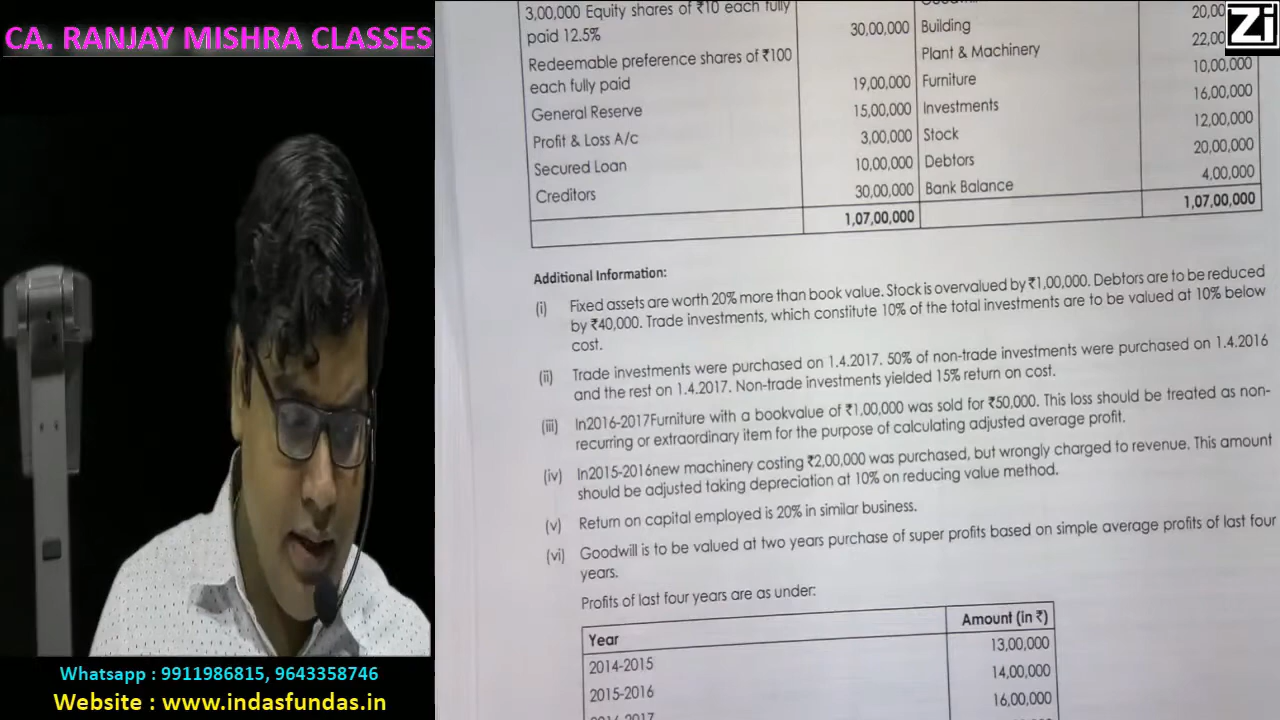 CA. RANJAY MISHRA CLASSES
Zi
3,00,000 Equity shares of ₹10 each fully
paid 12.5%
30,00,000
Building
20,00
Redeemable preference shares of ₹100
each fully paid
19,00,000
Plant & Machinery
22,00
General Reserve
15,00,000
Furniture
10,00,000
Profit & Loss A/c
3,00,000
Investments
16,00,000
Secured Loan
10,00,000
Stock
12,00,000
Creditors
30,00,000
Debtors
20,00,000
Bank Balance
4,00,000
1,07,00,000
1,07,00,000
Additional Information:
(i) Fixed assets are worth 20% more than book value. Stock is overvalued by ₹1,00,000. Debtors are to be reduced
by ₹40,000. Trade investments, which constitute 10% of the total investments are to be valued at 10% below
cost.
(ii) Trade investments were purchased on 1.4.2017. 50% of non-trade investments were purchased on 1.4.2016
and the rest on 1.4.2017. Non-trade investments yielded 15% return on cost.
(iii) In2016-2017Furniture with a bookvalue of ₹1,00,000 was sold for ₹50,000. This loss should be treated as non-
recurring or extraordinary item for the purpose of calculating adjusted average profit.
(iv) In2015-2016new machinery costing ₹2,00,000 was purchased, but wrongly charged to revenue. This amount
should be adjusted taking depreciation at 10% on reducing value method.
(v) Return on capital employed is 20% in similar business.
(vi) Goodwill is to be valued at two years purchase of super profits based on simple average profits of last four
years.
Profits of last four years are as under:
Year Amount (in ₹)
2014-2015 13,00,000
2015-2016 14,00,000
2016-2017 16,00,000
Whatsapp : 9911986815, 9643358746
Website : www.indasfundas.in